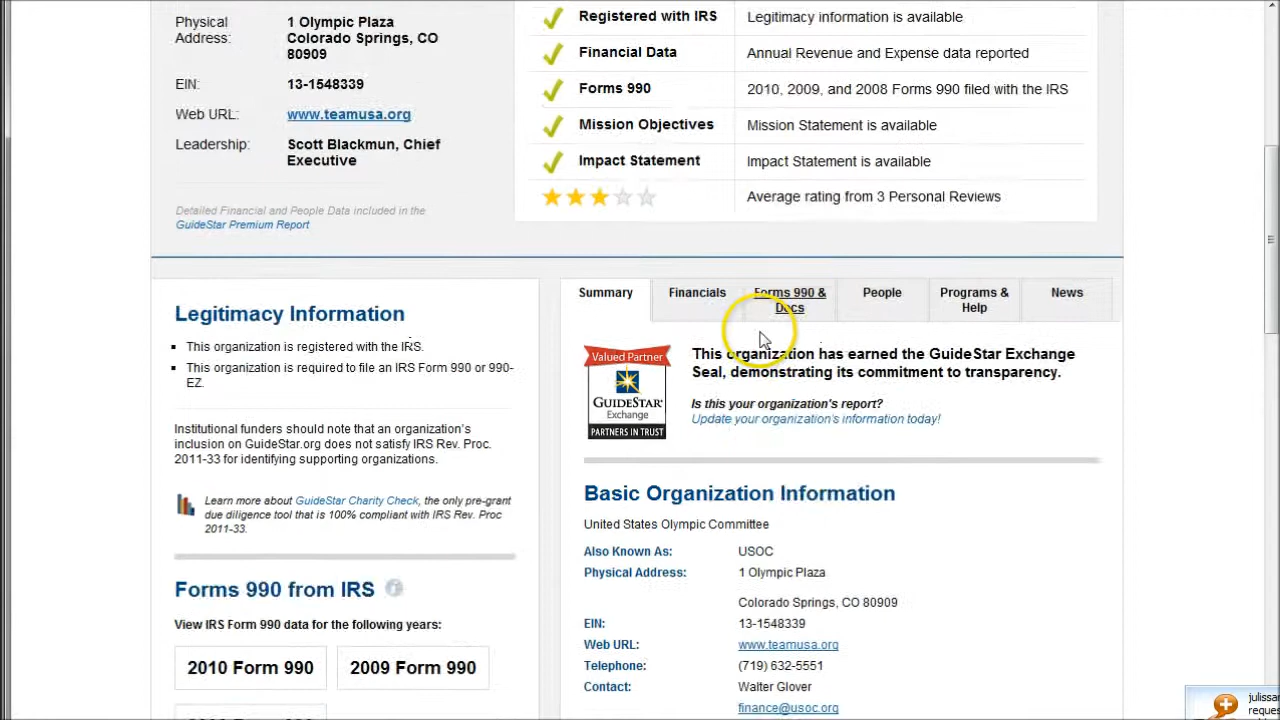 Physical Address:
1 Olympic Plaza
Colorado Springs, CO
80909
EIN:
13-1548339
Web URL:
www.teamusa.org
Leadership:
Scott Blackmun, Chief
Executive
Detailed Financial and People Data included in the
GuideStar Premium Report
Registered with IRS
Legitimacy information is available
Financial Data
Annual Revenue and Expense data reported
Forms 990
2010, 2009, and 2008 Forms 990 filed with the IRS
Mission Objectives
Mission Statement is available
Impact Statement
Impact Statement is available
Average rating from 3 Personal Reviews
Legitimacy Information
This organization is registered with the IRS.
This organization is required to file an IRS Form 990 or 990-
EZ.
Institutional funders should note that an organization's
inclusion on GuideStar.org does not satisfy IRS Rev. Proc.
2011-33 for identifying supporting organizations.
Learn more about GuideStar Charity Check, the only pre-grant
due diligence tool that is 100% compliant with IRS Rev. Proc
2011-33.
Forms 990 from IRS
View IRS Form 990 data for the following years:
2010 Form 990
2009 Form 990
Summary
Financials
Forms 990 &
Docs
People
Programs &
Help
News
Valued Partner
GUIDESTAR
Exchange
PARTNERS IN TRUST
This organization has earned the GuideStar Exchange
Seal, demonstrating its commitment to transparency.
Is this your organization's report?
Update your organization's information today!
Basic Organization Information
United States Olympic Committee
Also Known As:
USOC
Physical Address:
1 Olympic Plaza
Colorado Springs, CO 80909
EIN:
13-1548339
Web URL:
www.teamusa.org
Telephone:
(719) 632-5551
Contact:
Walter Glover
finance@usoc.org